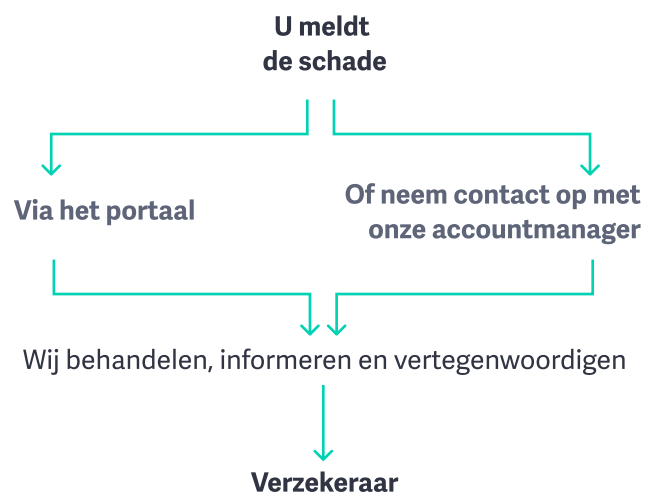 U meldt
de schade
Via het portaal
Of neem contact op met
onze accountmanager
Wij behandelen, informeren en vertegenwoordigen
Verzekeraar